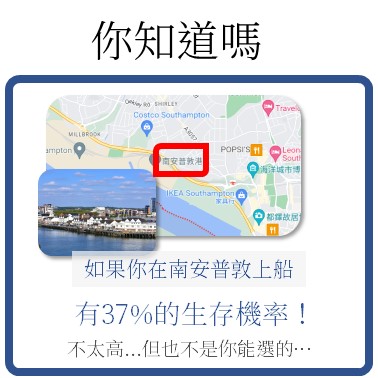 你知道嗎
SHIRLEY
Costco Southampton
MILLBROOK
A3057
mpton
南安普敦港
POPSI'S
Travel
Leon
South
海洋城市博
IKEA Southampton
家具行
都鐸故居
如果你在南安普敦上船
有37%的生存機率！
不太高...但也不是你能選的…